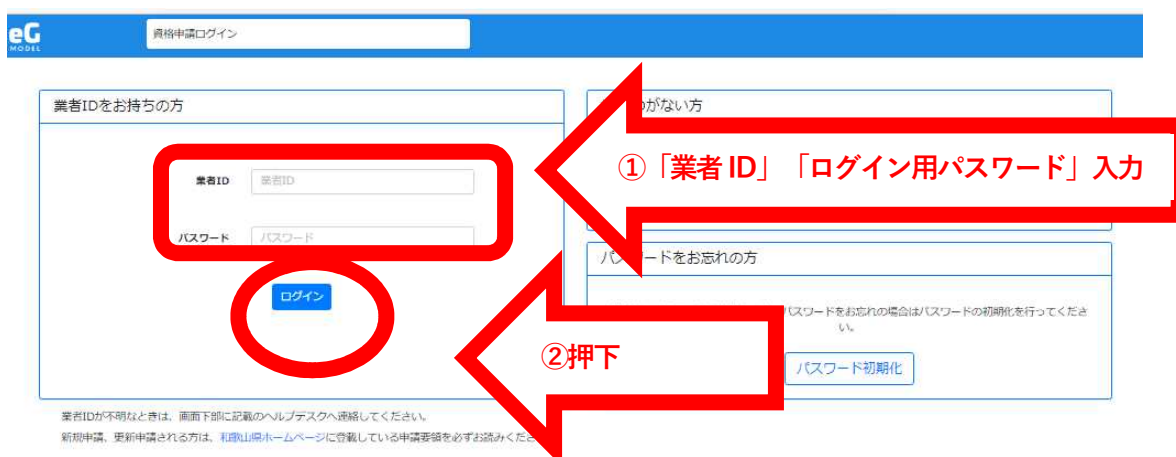 eG
MODEL
資格申請ログイン
業者IDをお持ちの方
業者ID
業者ID
パスワード
パスワード
ログイン
がない方
①「業者 ID」「ログイン用パスワード」入力
②押下
パスワードをお忘れの方
パスワードをお忘れの場合はパスワードの初期化を行ってくださ
い。
パスワード初期化
業者IDが不明なときは、画面下部に記載のヘルプデスクへ連絡してください。
新規申請、更新申請される方は、和歌山県ホームページに登載している申請要領を必ずお読みくださ